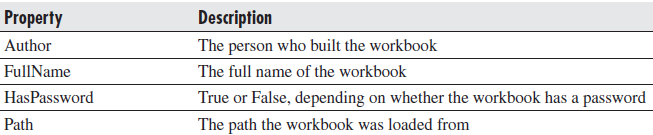 Property Description
Author The person who built the workbook
FullName The full name of the workbook
HasPassword True or False, depending on whether the workbook has a password
Path The path the workbook was loaded from